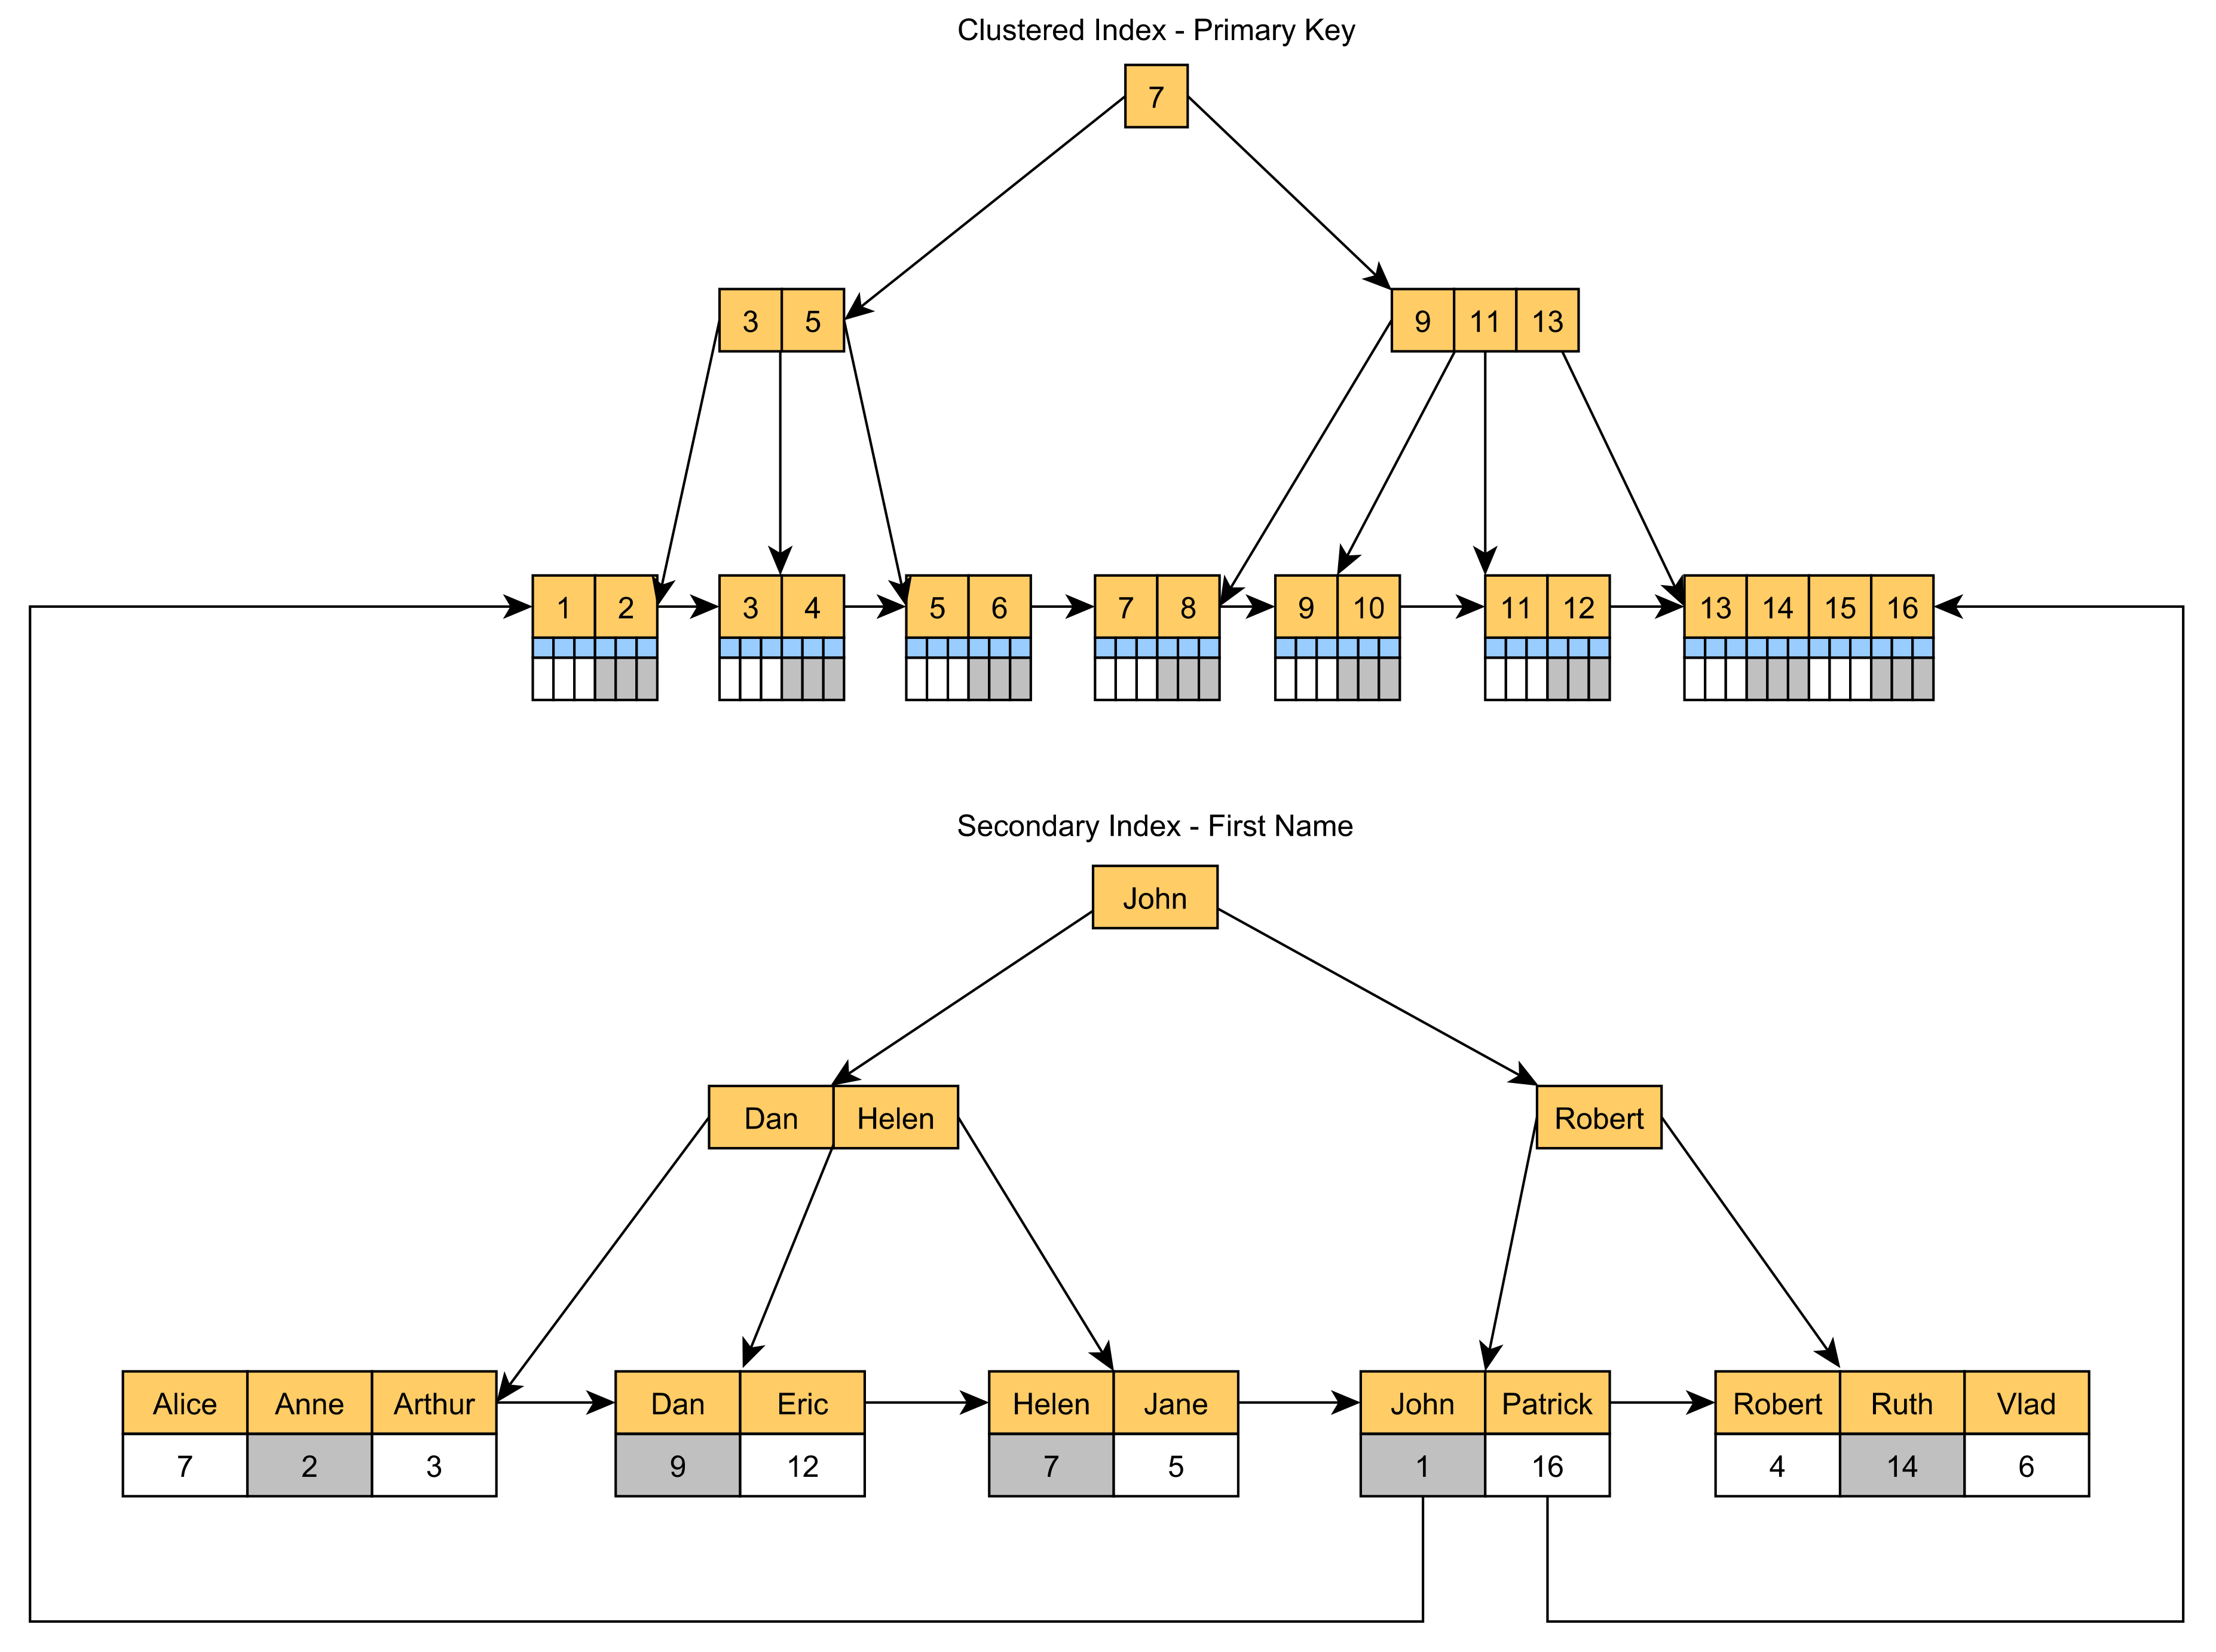 Clustered Index - Primary Key
7
3 5 9 11 13
1 2 3 4 5 6 7 8 9 10 11 12 13 14 15 16
Secondary Index - First Name
John
Dan Helen Robert
Alice Anne Arthur Dan Eric Helen Jane John Patrick Robert Ruth Vlad
7 2 3 9 12 7 5 1 16 4 14 6